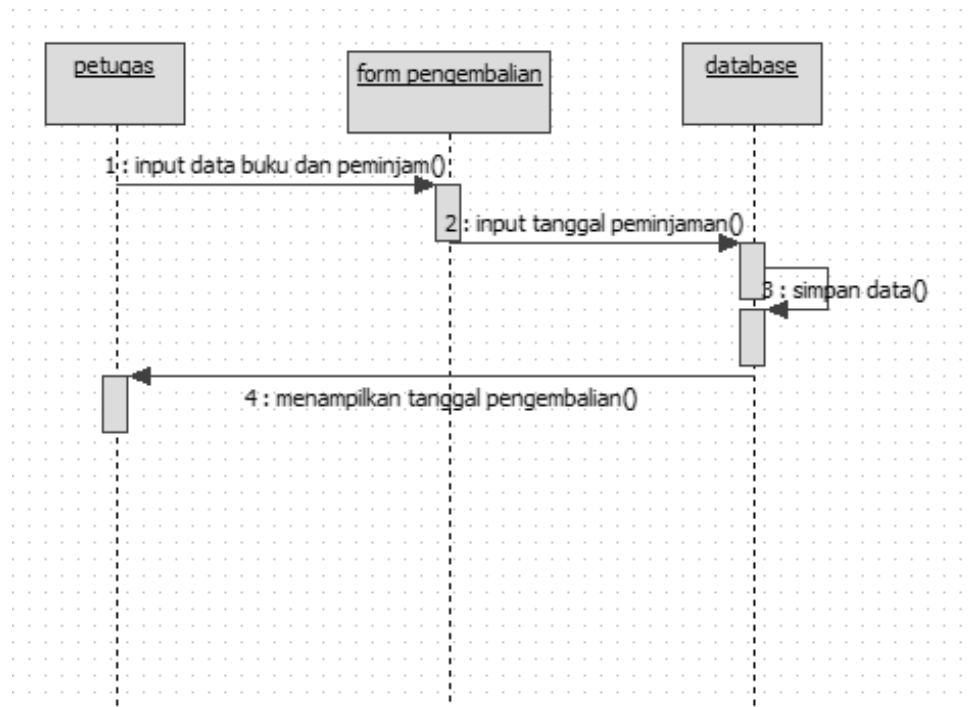 petugas
form pengembalian
database
1 : input data buku dan peminjam()
2 : input tanggal peminjaman()
3 : simpan data()
4 : menampilkan tanggal pengembalian()